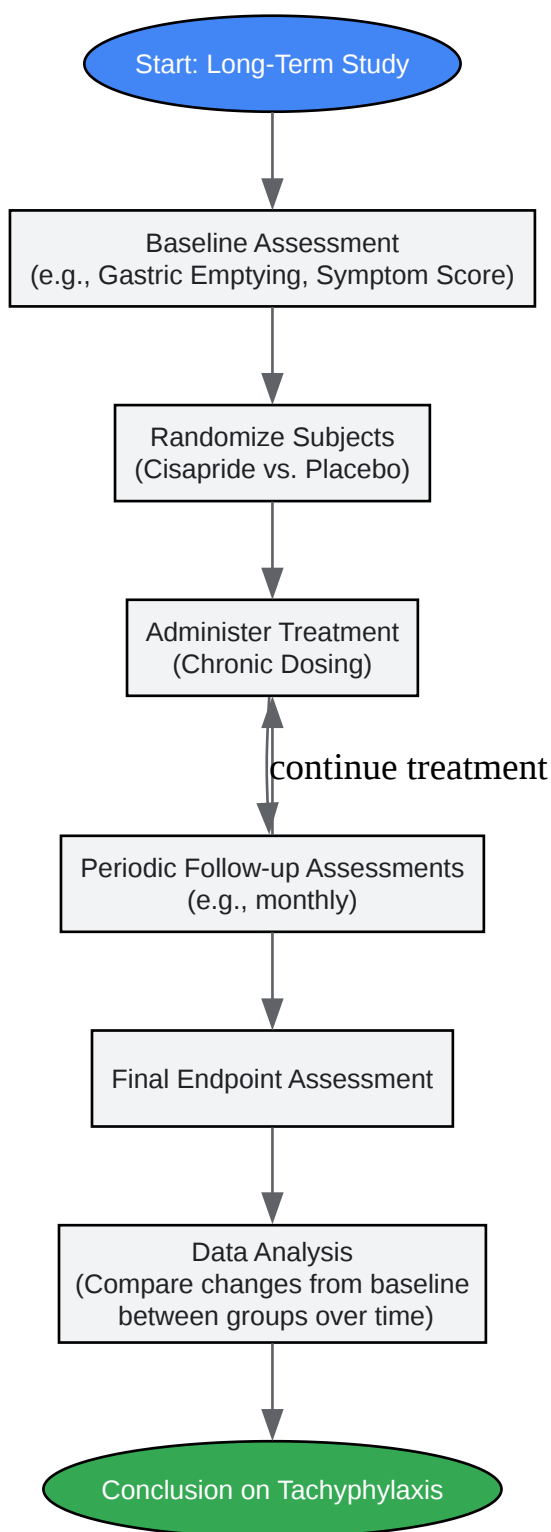 Start: Long-Term Study
Baseline Assessment
(e.g., Gastric Emptying, Symptom Score)
Randomize Subjects
(Cisapride vs. Placebo)
Administer Treatment
(Chronic Dosing)
continue treatment
Periodic Follow-up Assessments
(e.g., monthly)
Final Endpoint Assessment
Data Analysis
(Compare changes from baseline
between groups over time)
Conclusion on Tachyphylaxis